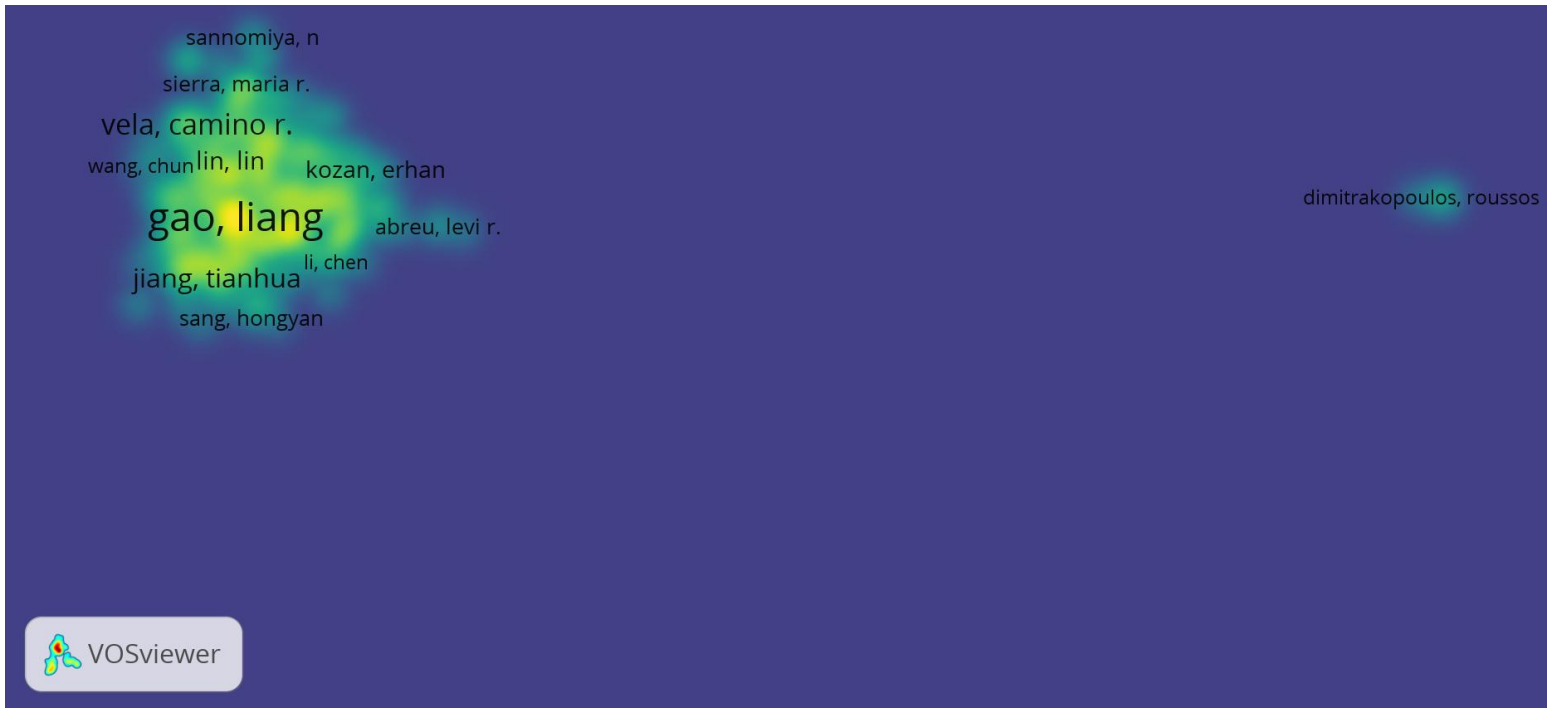 sannomiya, n
sierra, maria r.
vela, camino r.
wang, chun
lin, lin
kozan, erhan
dimitrakopoulos, roussos
gao, liang
abreu, levi r.
li, chen
jiang, tianhua
sang, hongyan
VOSviewer